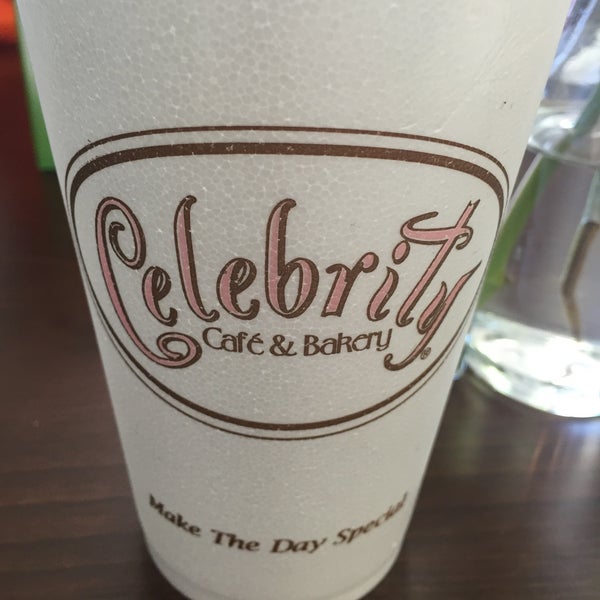 Celebrity
Café & Bakery®
Make The Day Special